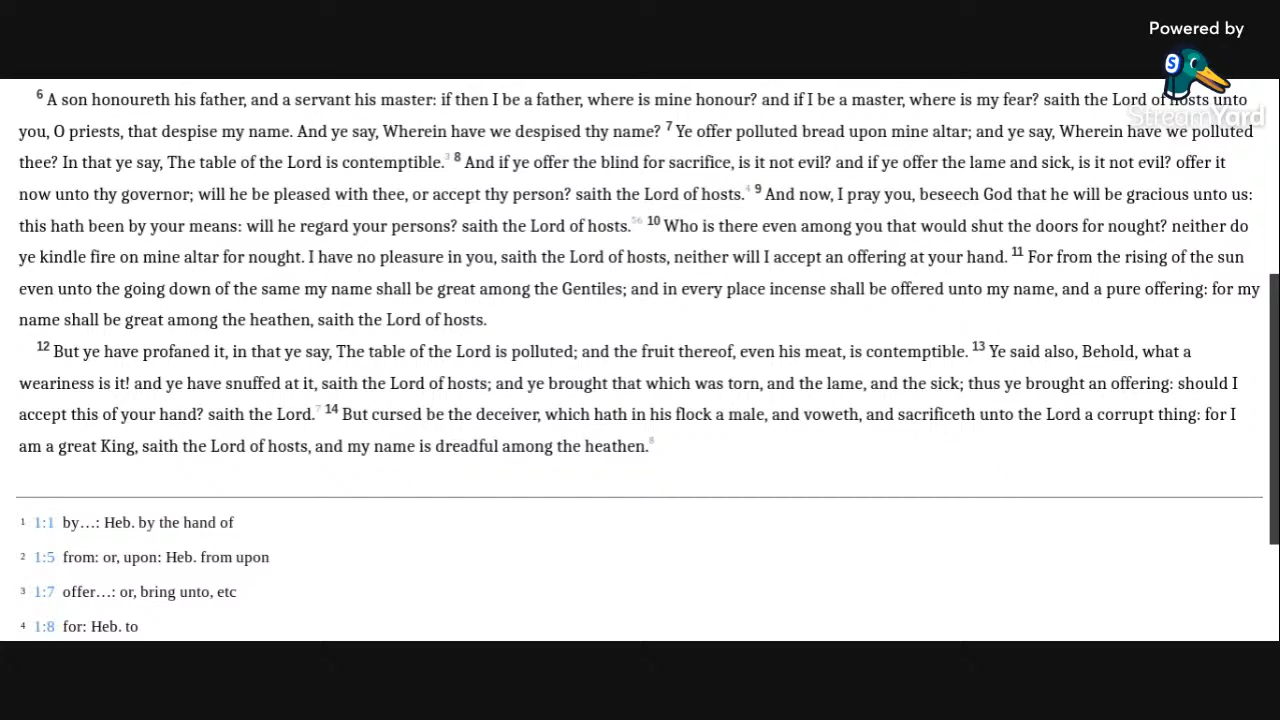 Powered by
S
StreamYard
6 A son honoureth his father, and a servant his master: if then I be a father, where is mine honour? and if I be a master, where is my fear? saith the Lord of hosts unto
you, O priests, that despise my name. And ye say, Wherein have we despised thy name? 7 Ye offer polluted bread upon mine altar; and ye say, Wherein have we polluted
thee? In that ye say, The table of the Lord is contemptible.3 8 And if ye offer the blind for sacrifice, is it not evil? and if ye offer the lame and sick, is it not evil? offer it
now unto thy governor; will he be pleased with thee, or accept thy person? saith the Lord of hosts.4 9 And now, I pray you, beseech God that he will be gracious unto us:
this hath been by your means: will he regard your persons? saith the Lord of hosts.56 10 Who is there even among you that would shut the doors for nought? neither do
ye kindle fire on mine altar for nought. I have no pleasure in you, saith the Lord of hosts, neither will I accept an offering at your hand. 11 For from the rising of the sun
even unto the going down of the same my name shall be great among the Gentiles; and in every place incense shall be offered unto my name, and a pure offering: for my
name shall be great among the heathen, saith the Lord of hosts.
12 But ye have profaned it, in that ye say, The table of the Lord is polluted; and the fruit thereof, even his meat, is contemptible. 13 Ye said also, Behold, what a
weariness is it! and ye have snuffed at it, saith the Lord of hosts; and ye brought that which was torn, and the lame, and the sick; thus ye brought an offering: should I
accept this of your hand? saith the Lord.7 14 But cursed be the deceiver, which hath in his flock a male, and voweth, and sacrificeth unto the Lord a corrupt thing: for I
am a great King, saith the Lord of hosts, and my name is dreadful among the heathen.8
1 1:1 by…: Heb. by the hand of
2 1:5 from: or, upon: Heb. from upon
3 1:7 offer…: or, bring unto, etc
4 1:8 for: Heb. to